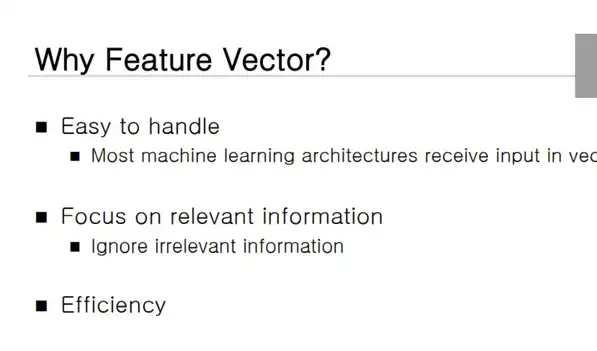 Why Feature Vector?
Easy to handle
Most machine learning architectures receive input in vec
Focus on relevant information
Ignore irrelevant information
Efficiency